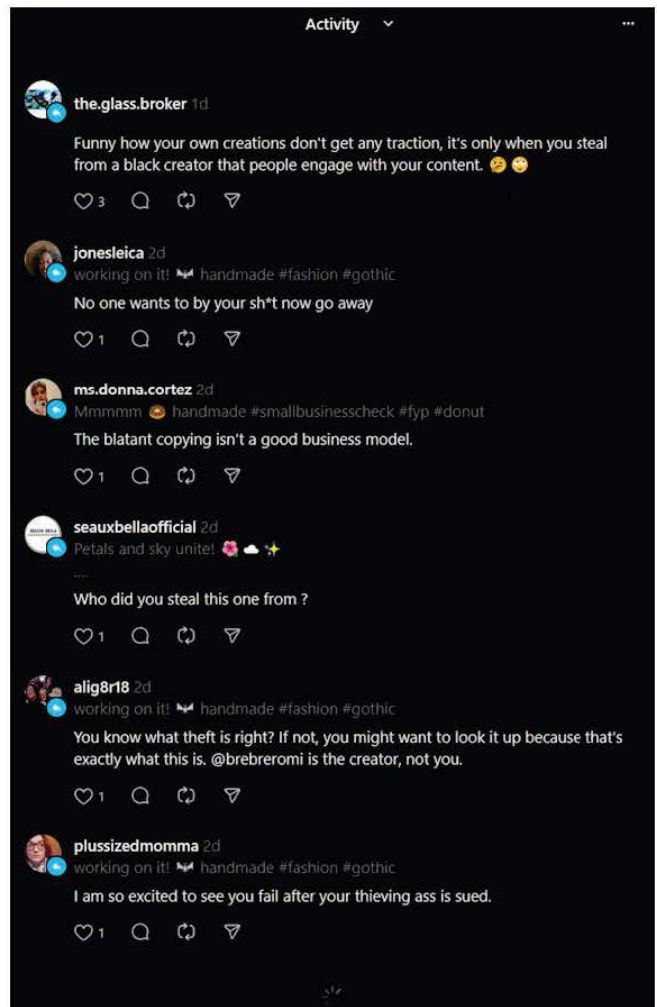 Activity
the.glass.broker 1d
Funny how your own creations don't get any traction, it's only when you steal
from a black creator that people engage with your content. 🤔 🙄
3
jonesleica 2d
working on it! 🦇 handmade #fashion #gothic
No one wants to by your sh*t now go away
1
ms.donna.cortez 2d
Mmmmm 🍩 handmade #smallbusinesscheck #fyp #donut
The blatant copying isn't a good business model.
1
seauxbellaofficial 2d
Petals and sky unite! 🌺 ☁️ ✨
....
Who did you steal this one from ?
1
alig8r18 2d
working on it! 🦇 handmade #fashion #gothic
You know what theft is right? If not, you might want to look it up because that's
exactly what this is. @brebreromi is the creator, not you.
1
plussizedmomma 2d
working on it! 🦇 handmade #fashion #gothic
I am so excited to see you fail after your thieving ass is sued.
1